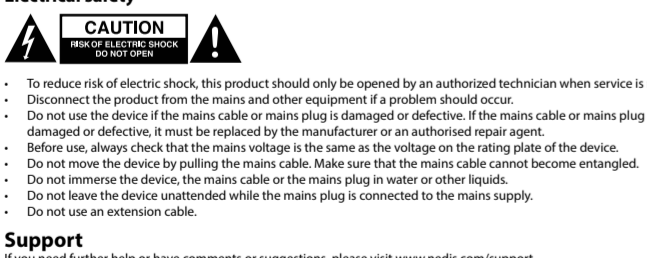 Electrical safety
CAUTION
RISK OF ELECTRIC SHOCK
DO NOT OPEN
• To reduce risk of electric shock, this product should only be opened by an authorized technician when service is
• Disconnect the product from the mains and other equipment if a problem should occur.
• Do not use the device if the mains cable or mains plug is damaged or defective. If the mains cable or mains plug
damaged or defective, it must be replaced by the manufacturer or an authorised repair agent.
• Before use, always check that the mains voltage is the same as the voltage on the rating plate of the device.
• Do not move the device by pulling the mains cable. Make sure that the mains cable cannot become entangled.
• Do not immerse the device, the mains cable or the mains plug in water or other liquids.
• Do not leave the device unattended while the mains plug is connected to the mains supply.
• Do not use an extension cable.
Support
If you need further help or have comments or suggestions, please visit www.nedis.com/support